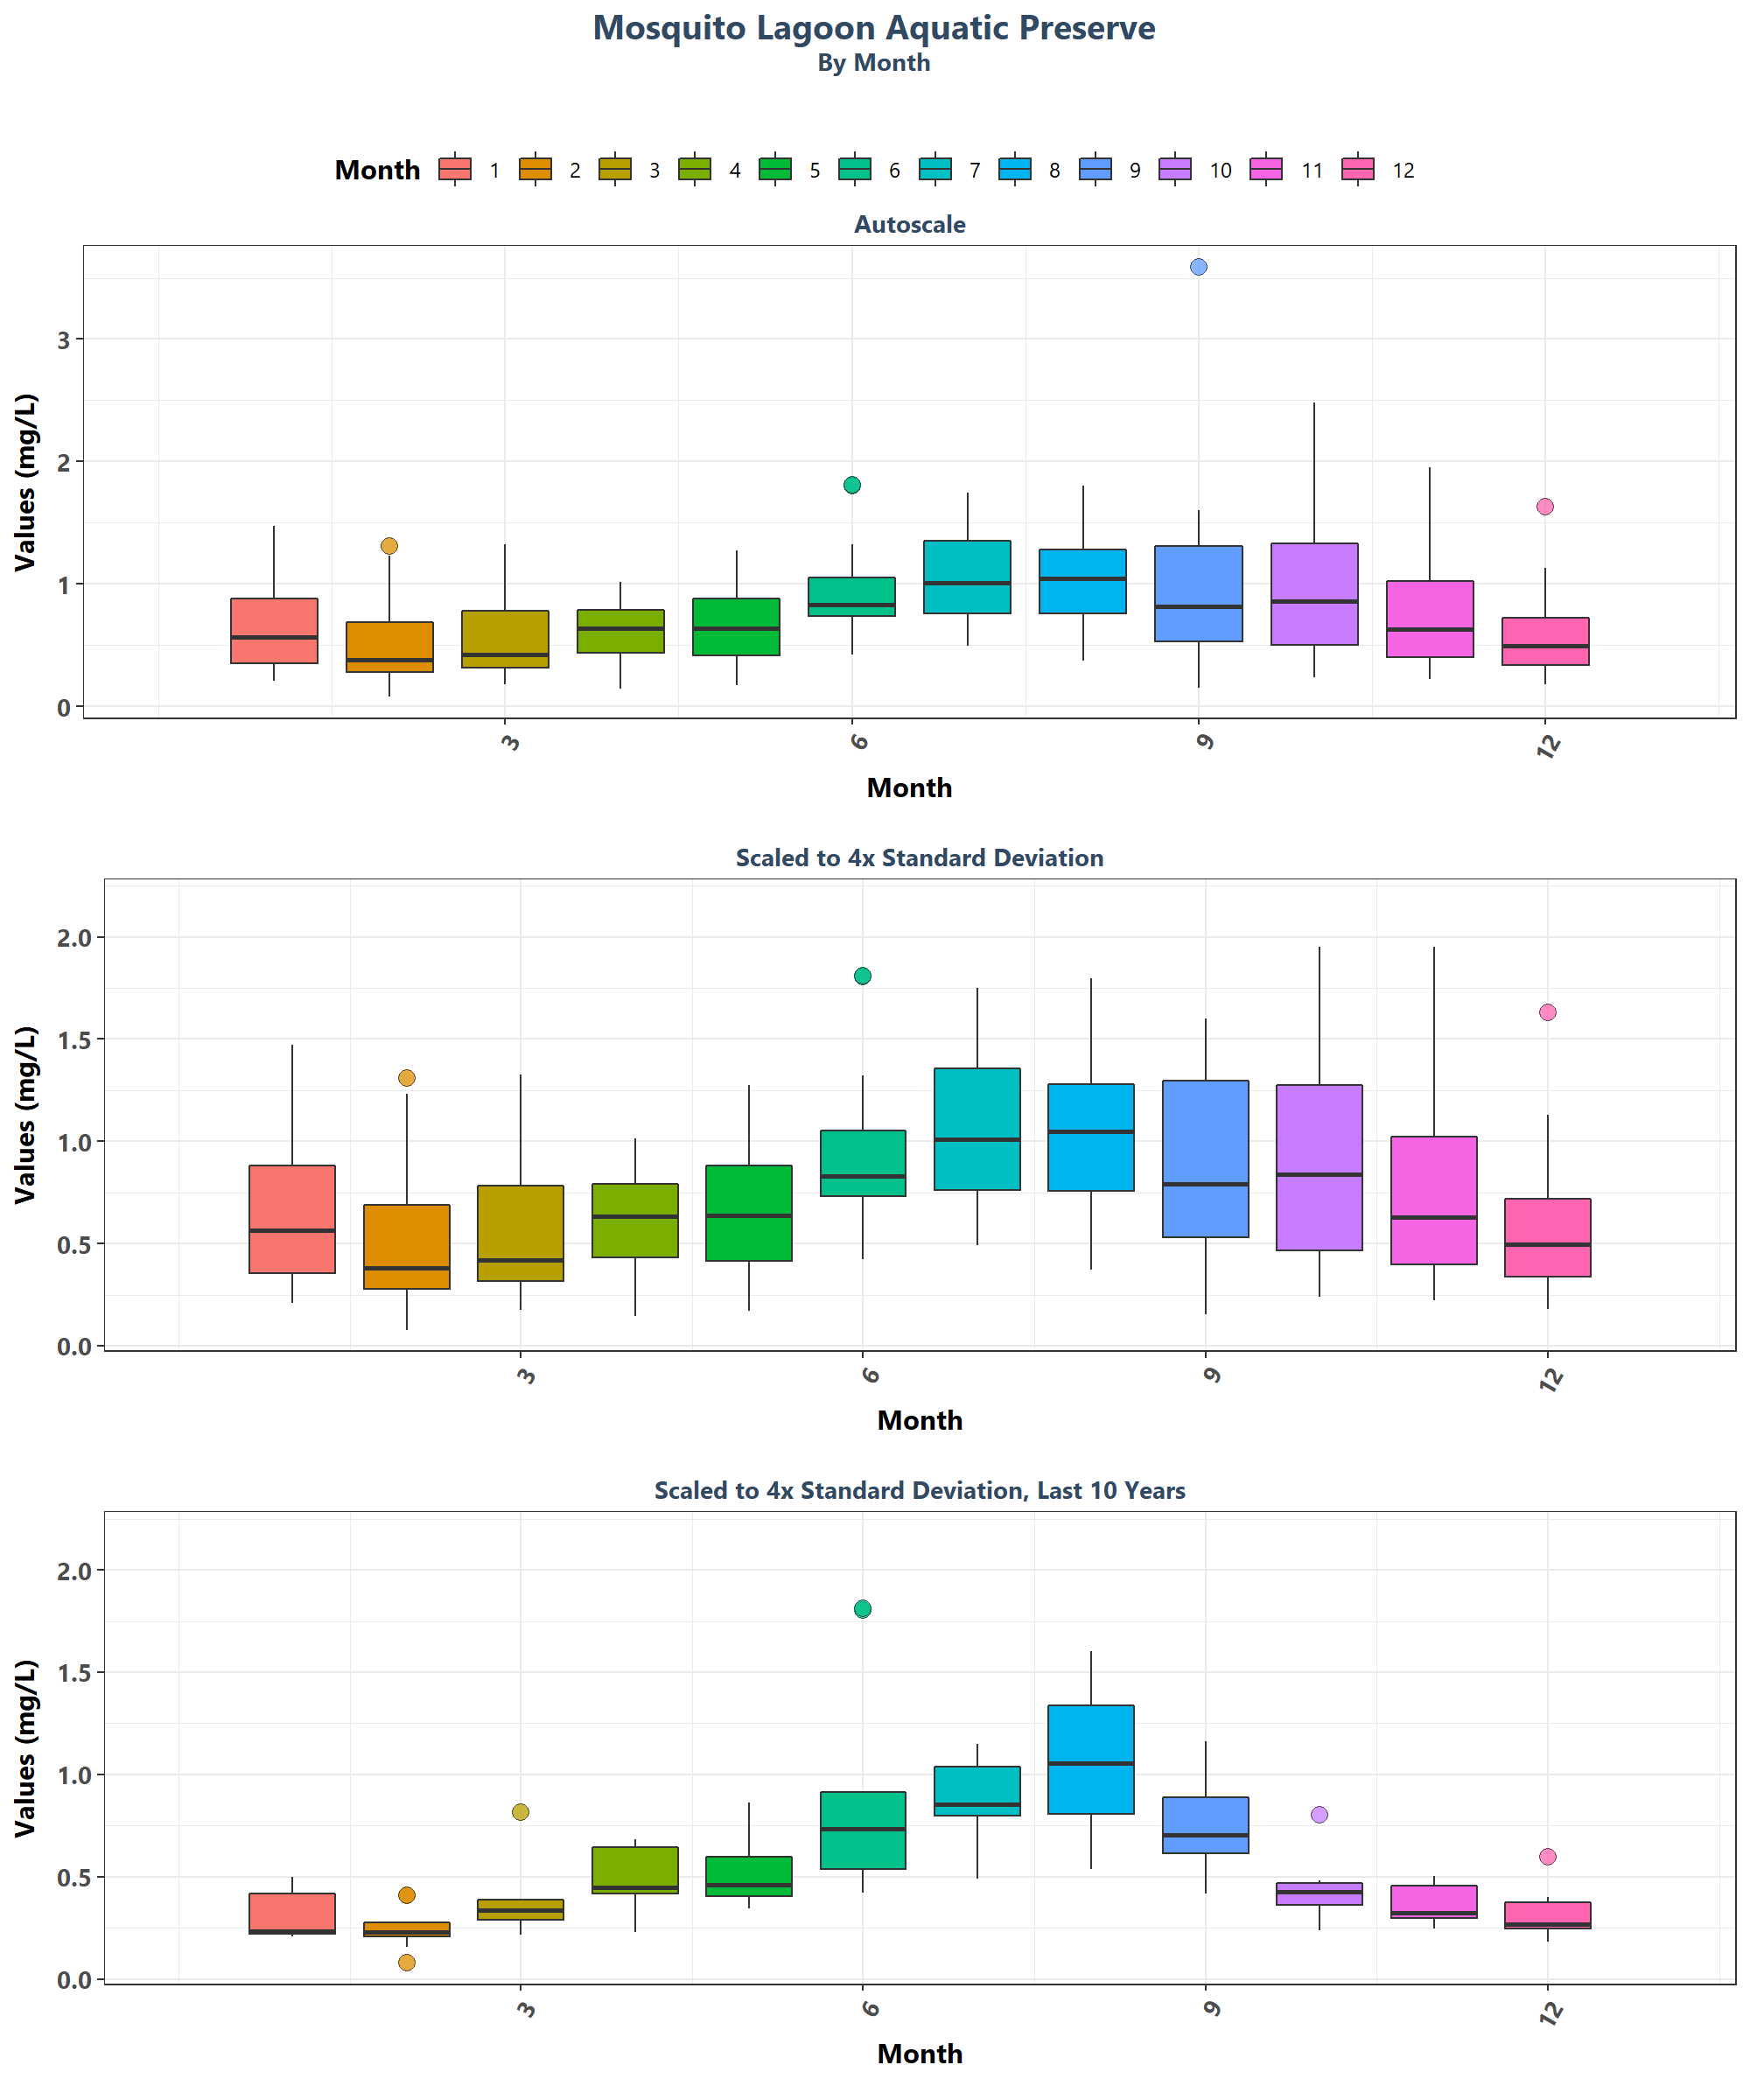 Mosquito Lagoon Aquatic Preserve
By Month
Month 1 2 3 4 5 6 7 8 9 10 11 12
Autoscale
Values (mg/L)
3
2
1
0
3 6 9 12
Month
Scaled to 4x Standard Deviation
Values (mg/L)
2.0
1.5
1.0
0.5
0.0
3 6 9 12
Month
Scaled to 4x Standard Deviation, Last 10 Years
Values (mg/L)
2.0
1.5
1.0
0.5
0.0
3 6 9 12
Month